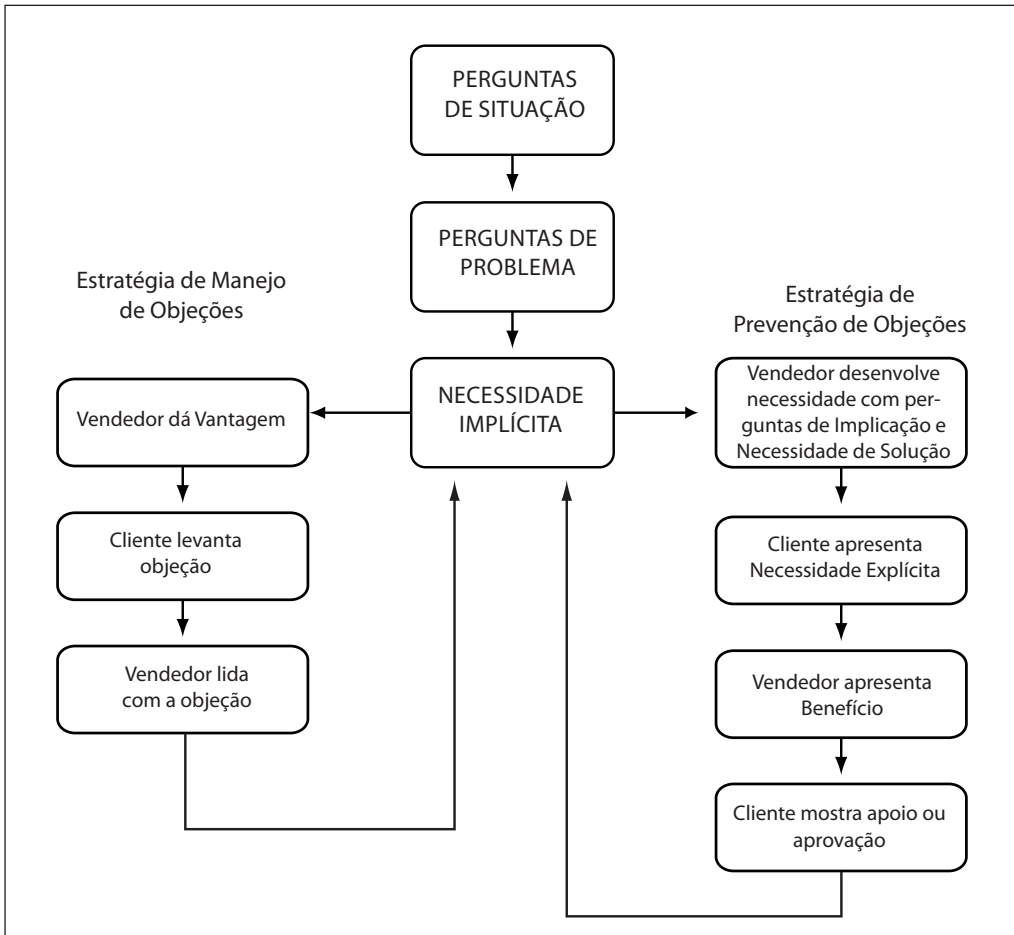 PERGUNTAS
DE SITUAÇÃO
PERGUNTAS DE
PROBLEMA
NECESSIDADE
IMPLÍCITA
Estratégia de Manejo
de Objeções
Vendedor dá Vantagem
Cliente levanta
objeção
Vendedor lida
com a objeção
Estratégia de
Prevenção de Objeções
Vendedor desenvolve
necessidade com per-
guntas de Implicação e
Necessidade de Solução
Cliente apresenta
Necessidade Explícita
Vendedor apresenta
Benefício
Cliente mostra apoio ou
aprovação